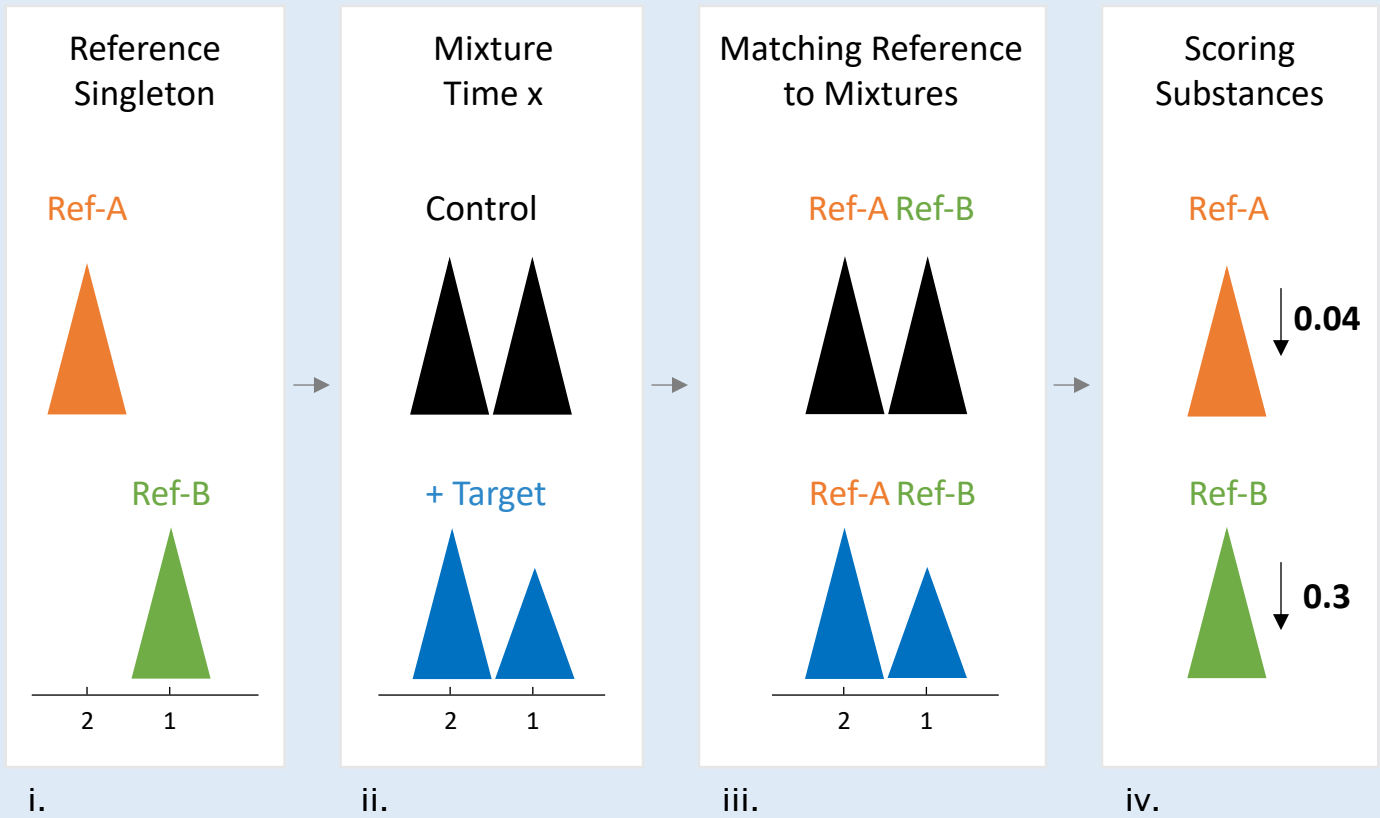 Reference
Singleton
Ref-A
Ref-B
2 1
i.
Mixture
Time x
Control
+ Target
2 1
ii.
Matching Reference
to Mixtures
Ref-A Ref-B
Ref-A Ref-B
2 1
iii.
Scoring
Substances
Ref-A
0.04
Ref-B
0.3
iv.